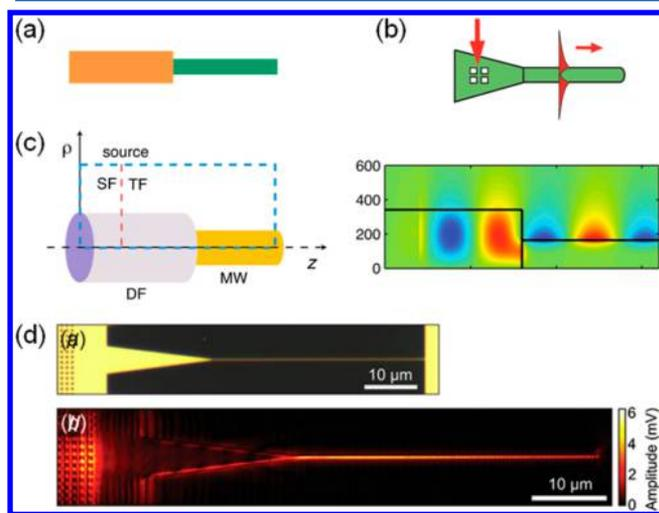 (a)
(b)
(c)
ρ
source
SF TF
z
DF
MW
600
400
200
0
(d)
10 μm
10 μm
6
4
2
0
Amplitude (mV)